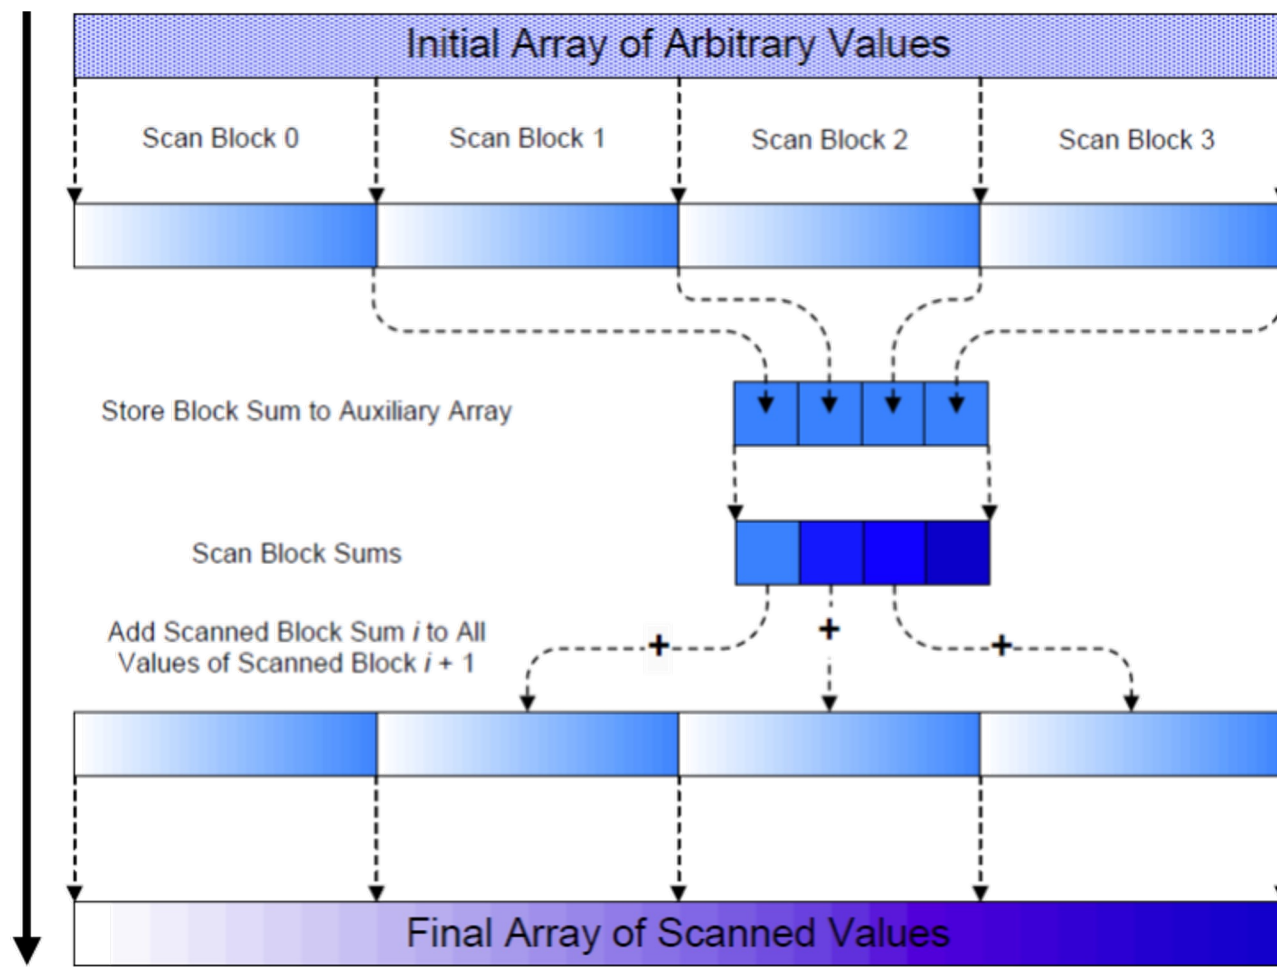 Initial Array of Arbitrary Values
Scan Block 0
Scan Block 1
Scan Block 2
Scan Block 3
Store Block Sum to Auxiliary Array
Scan Block Sums
Add Scanned Block Sum i to All
Values of Scanned Block i + 1
+
+
+
Final Array of Scanned Values